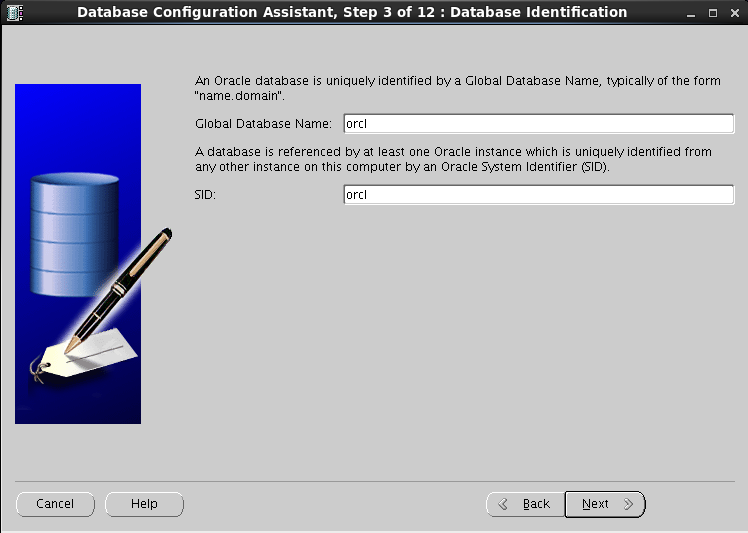 Database Configuration Assistant, Step 3 of 12 : Database Identification
An Oracle database is uniquely identified by a Global Database Name, typically of the form
"name.domain".
Global Database Name: orcl
A database is referenced by at least one Oracle instance which is uniquely identified from
any other instance on this computer by an Oracle System Identifier (SID).
SID: orcl
Cancel Help Back Next